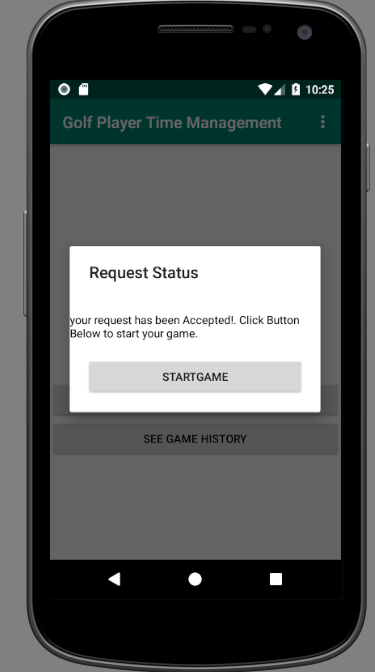 10:25
Golf Player Time Management
Request Status
your request has been Accepted!. Click Button
Below to start your game.
STARTGAME
SEE GAME HISTORY